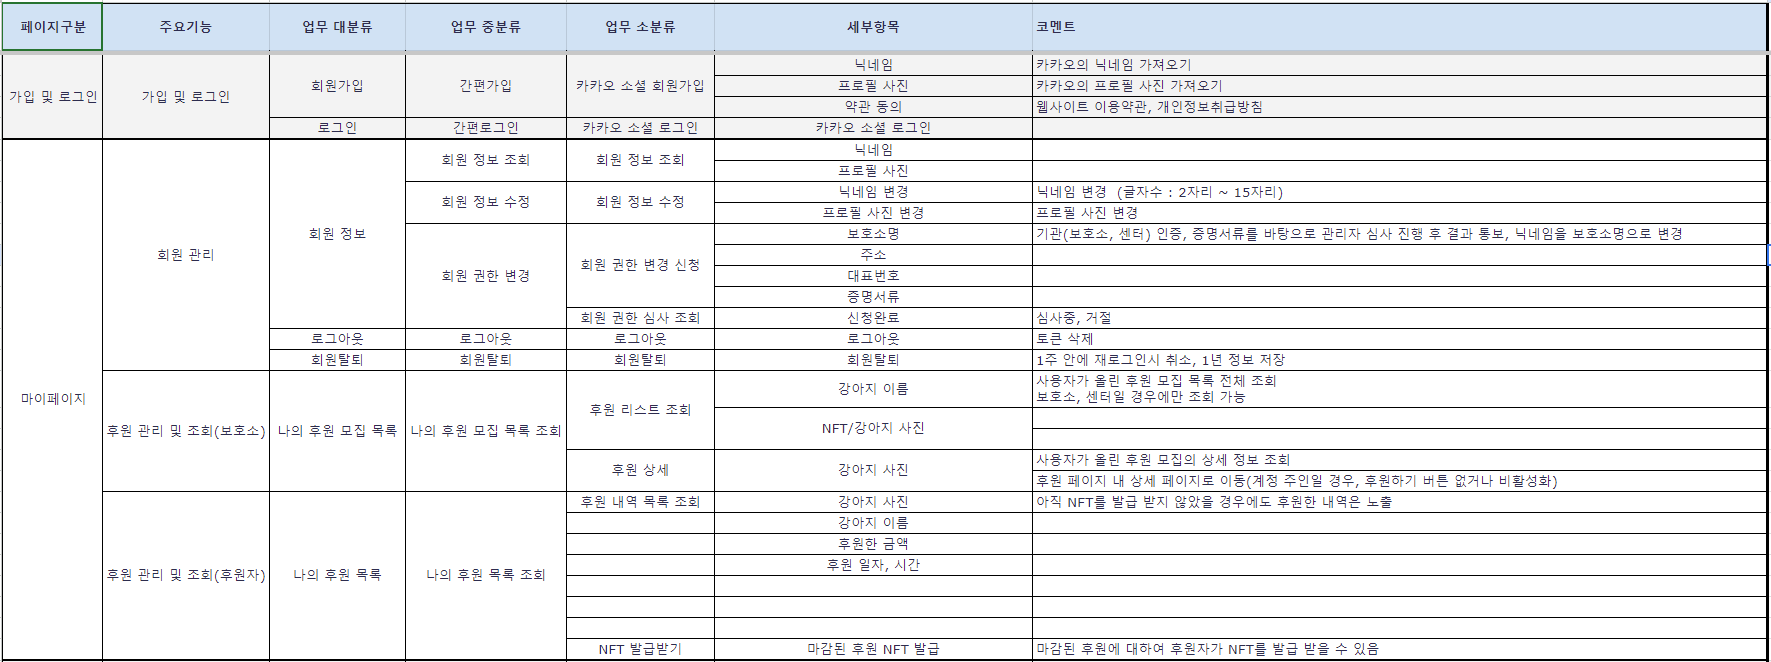 페이지구분 주요기능 업무 대분류 업무 중분류 업무 소분류 세부항목 코멘트
가입 및 로그인 가입 및 로그인 회원가입 간편가입 카카오 소셜 회원가입 닉네임 카카오의 닉네임 가져오기
프로필 사진 카카오의 프로필 사진 가져오기
약관 동의 웹사이트 이용약관, 개인정보취급방침
로그인 간편로그인 카카오 소셜 로그인 카카오 소셜 로그인
마이페이지 회원 관리 회원 정보 회원 정보 조회 회원 정보 조회 닉네임
프로필 사진
회원 정보 수정 회원 정보 수정 닉네임 변경 닉네임 변경 (글자수 : 2자리 ~ 15자리)
프로필 사진 변경 프로필 사진 변경
회원 권한 변경 회원 권한 변경 신청 보호소명 기관(보호소, 센터) 인증, 증명서류를 바탕으로 관리자 심사 진행 후 결과 통보, 닉네임을 보호소명으로 변경
주소
대표번호
증명서류
회원 권한 심사 조회 신청완료 심사중, 거절
로그아웃 로그아웃 로그아웃 로그아웃 토큰 삭제
회원탈퇴 회원탈퇴 회원탈퇴 회원탈퇴 1주 안에 재로그인시 취소, 1년 정보 저장
후원 관리 및 조회(보호소) 나의 후원 모집 목록 나의 후원 모집 목록 조회 후원 리스트 조회 강아지 이름 사용자가 올린 후원 모집 목록 전체 조회
보호소, 센터일 경우에만 조회 가능
NFT/강아지 사진
후원 상세 강아지 사진 사용자가 올린 후원 모집의 상세 정보 조회
후원 페이지 내 상세 페이지로 이동(계정 주인일 경우, 후원하기 버튼 없거나 비활성화)
후원 관리 및 조회(후원자) 나의 후원 목록 나의 후원 목록 조회 후원 내역 목록 조회 강아지 사진 아직 NFT를 발급 받지 않았을 경우에도 후원한 내역은 노출
강아지 이름
후원한 금액
후원 일자, 시간
NFT 발급받기 마감된 후원 NFT 발급 마감된 후원에 대하여 후원자가 NFT를 발급 받을 수 있음